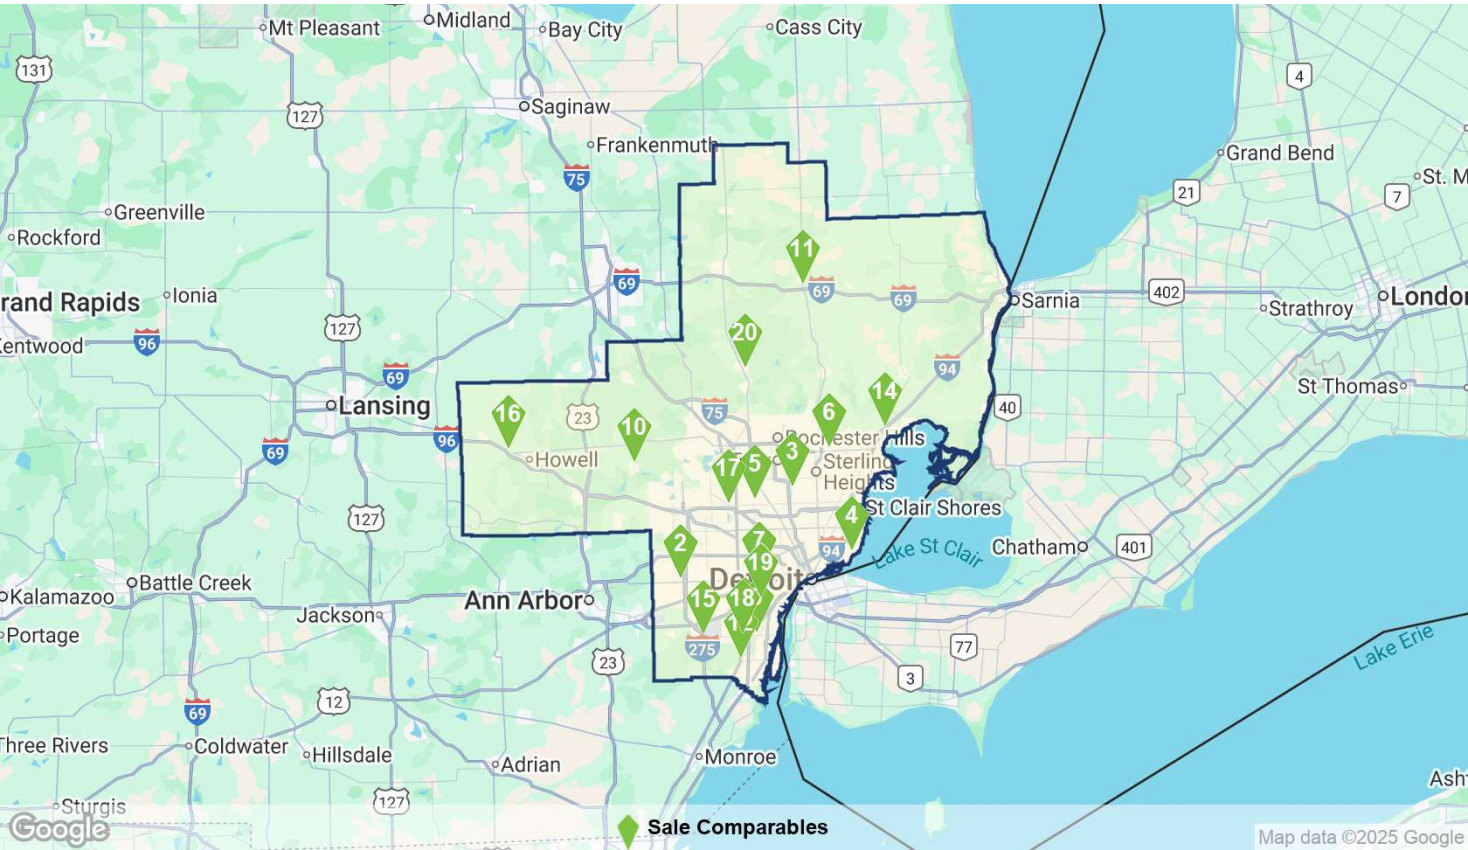 Mt Pleasant
Midland
Bay City
Cass City
131
127
Saginaw
4
Frankenmuth
Grand Bend
75
St. M
21
7
Greenville
Rockford
11
69
69
69
402
Sarnia
rand Rapids
Ionia
London
Strathroy
127
96
entwood
20
69
94
St Thomas
14
40
Lansing
16
23
75
6
10
Rochester Hills
96
69
Howell
17
5
3
Sterling
Heights
127
4
St Clair Shores
2
7
94
Lake St Clair
Chatham
401
19
Detroit
Battle Creek
Kalamazoo
Ann Arbor
15
18
Jackson
12
Portage
275
77
23
3
Lake Erie
12
69
Three Rivers
Coldwater
Hillsdale
Adrian
Monroe
Asht
127
Sturgis
Google
Sale Comparables
Map data ©2025 Google